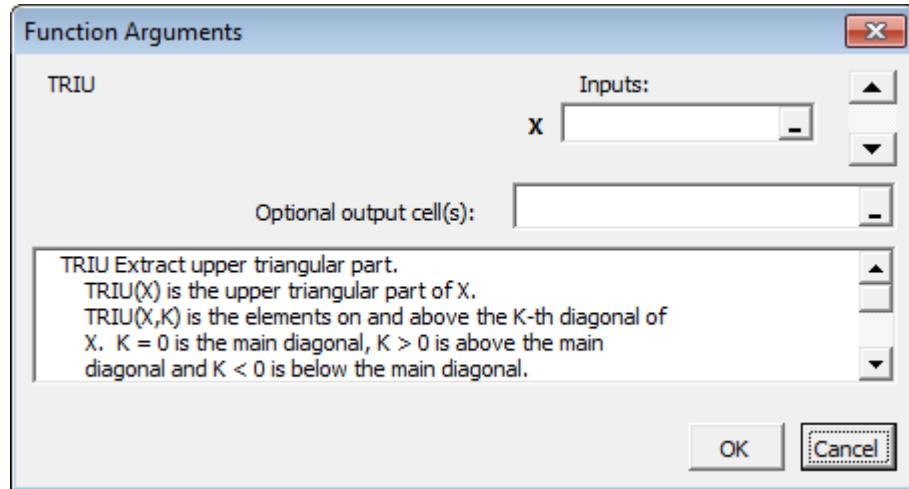 Function Arguments
TRIU
Inputs:
X
Optional output cell(s):
TRIU Extract upper triangular part.
TRIU(X) is the upper triangular part of X.
TRIU(X,K) is the elements on and above the K-th diagonal of
X.  K = 0 is the main diagonal, K > 0 is above the main
diagonal and K < 0 is below the main diagonal.
OK
Cancel